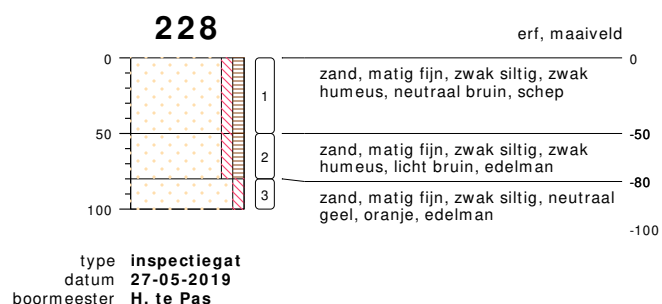 228
erf, maaiveld
0
0
zand, matig fijn, zwak siltig, zwak
humeus, neutraal bruin, schep
1
50
-50
zand, matig fijn, zwak siltig, zwak
humeus, licht bruin, edelman
2
-80
zand, matig fijn, zwak siltig, neutraal
geel, oranje, edelman
3
100
-100
type inspectiegat
datum 27-05-2019
boormeester H. te Pas